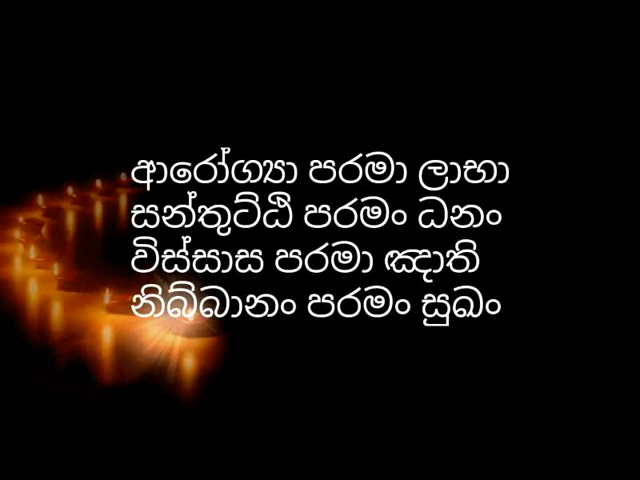 ආරෝග්‍යා පරමා ලාභා
සන්තුට්ඨි පරමං ධනං
විස්සාස පරමා ඤාති
නිබ්බානං පරමං සුඛං